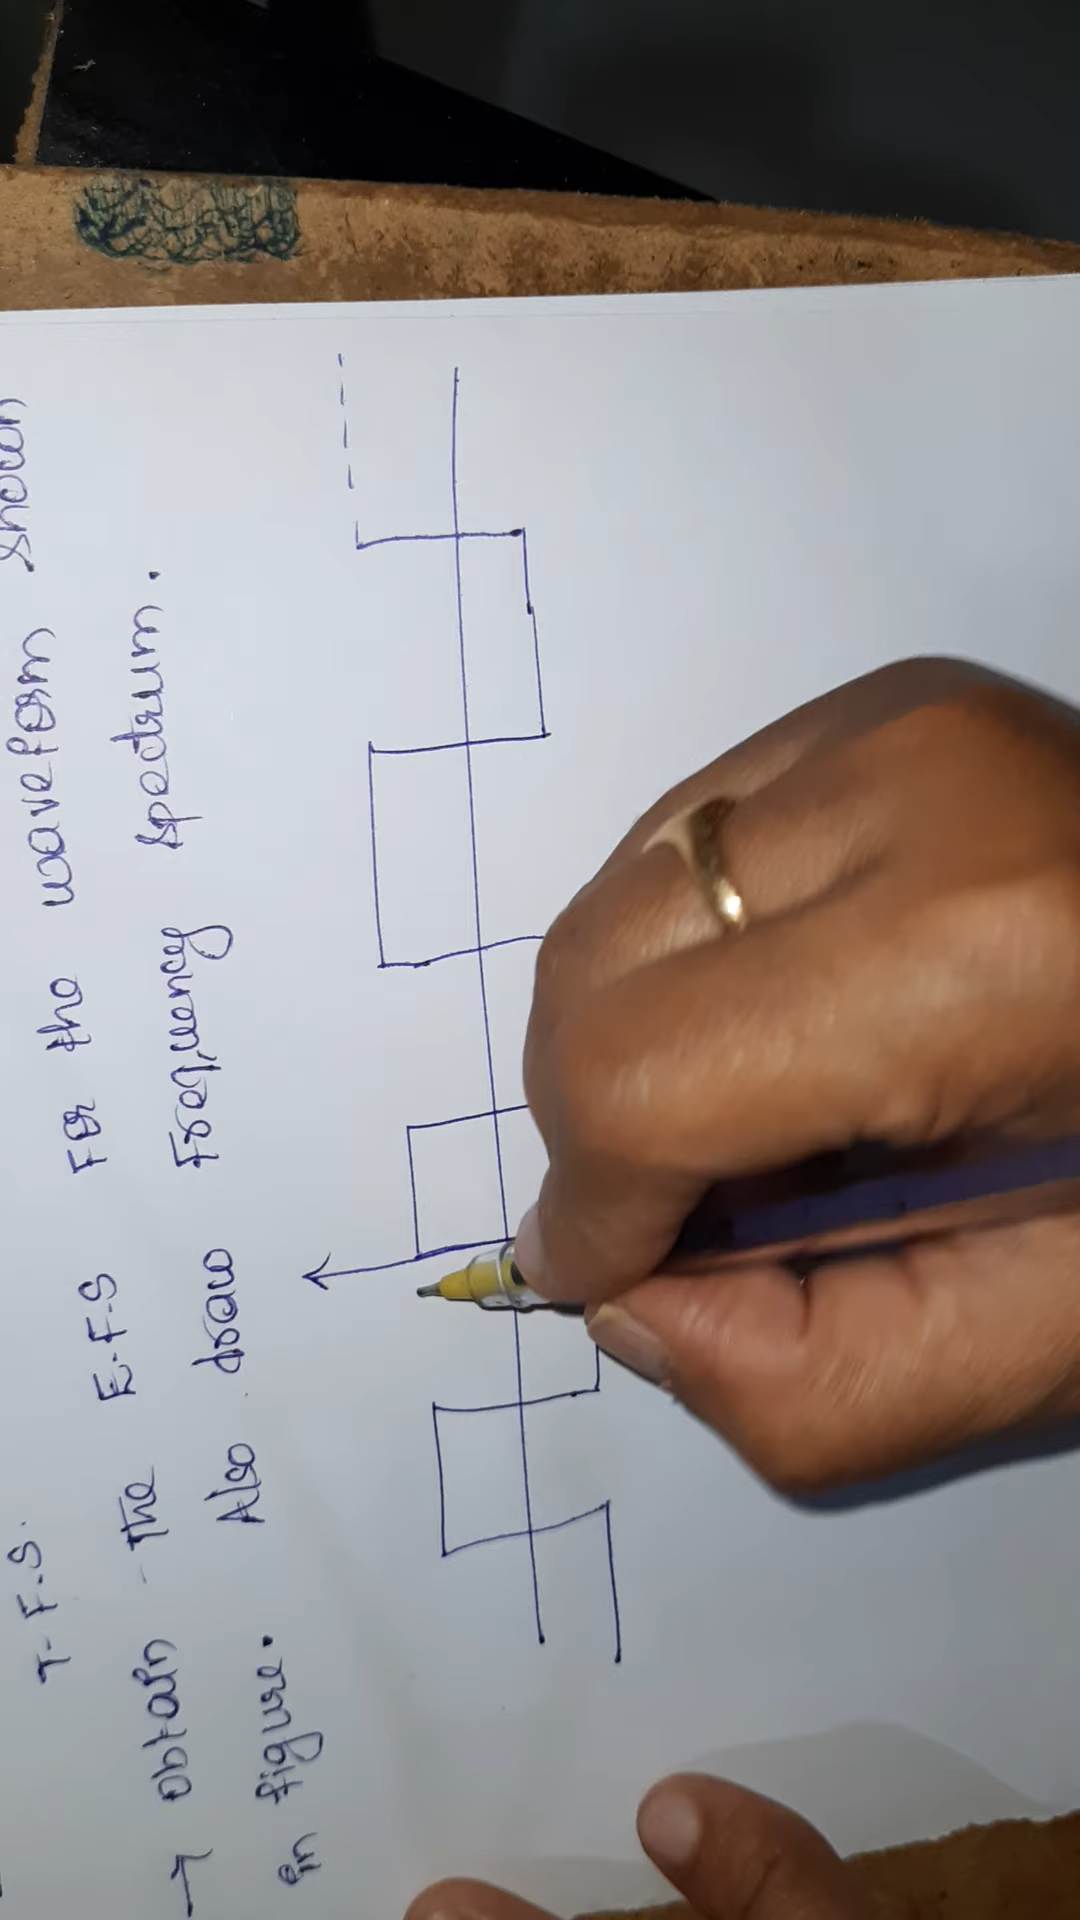 T-F.S.
→ obtain the E.F.S For the waveform shown
in figure. Also draw Frequency spectrum.